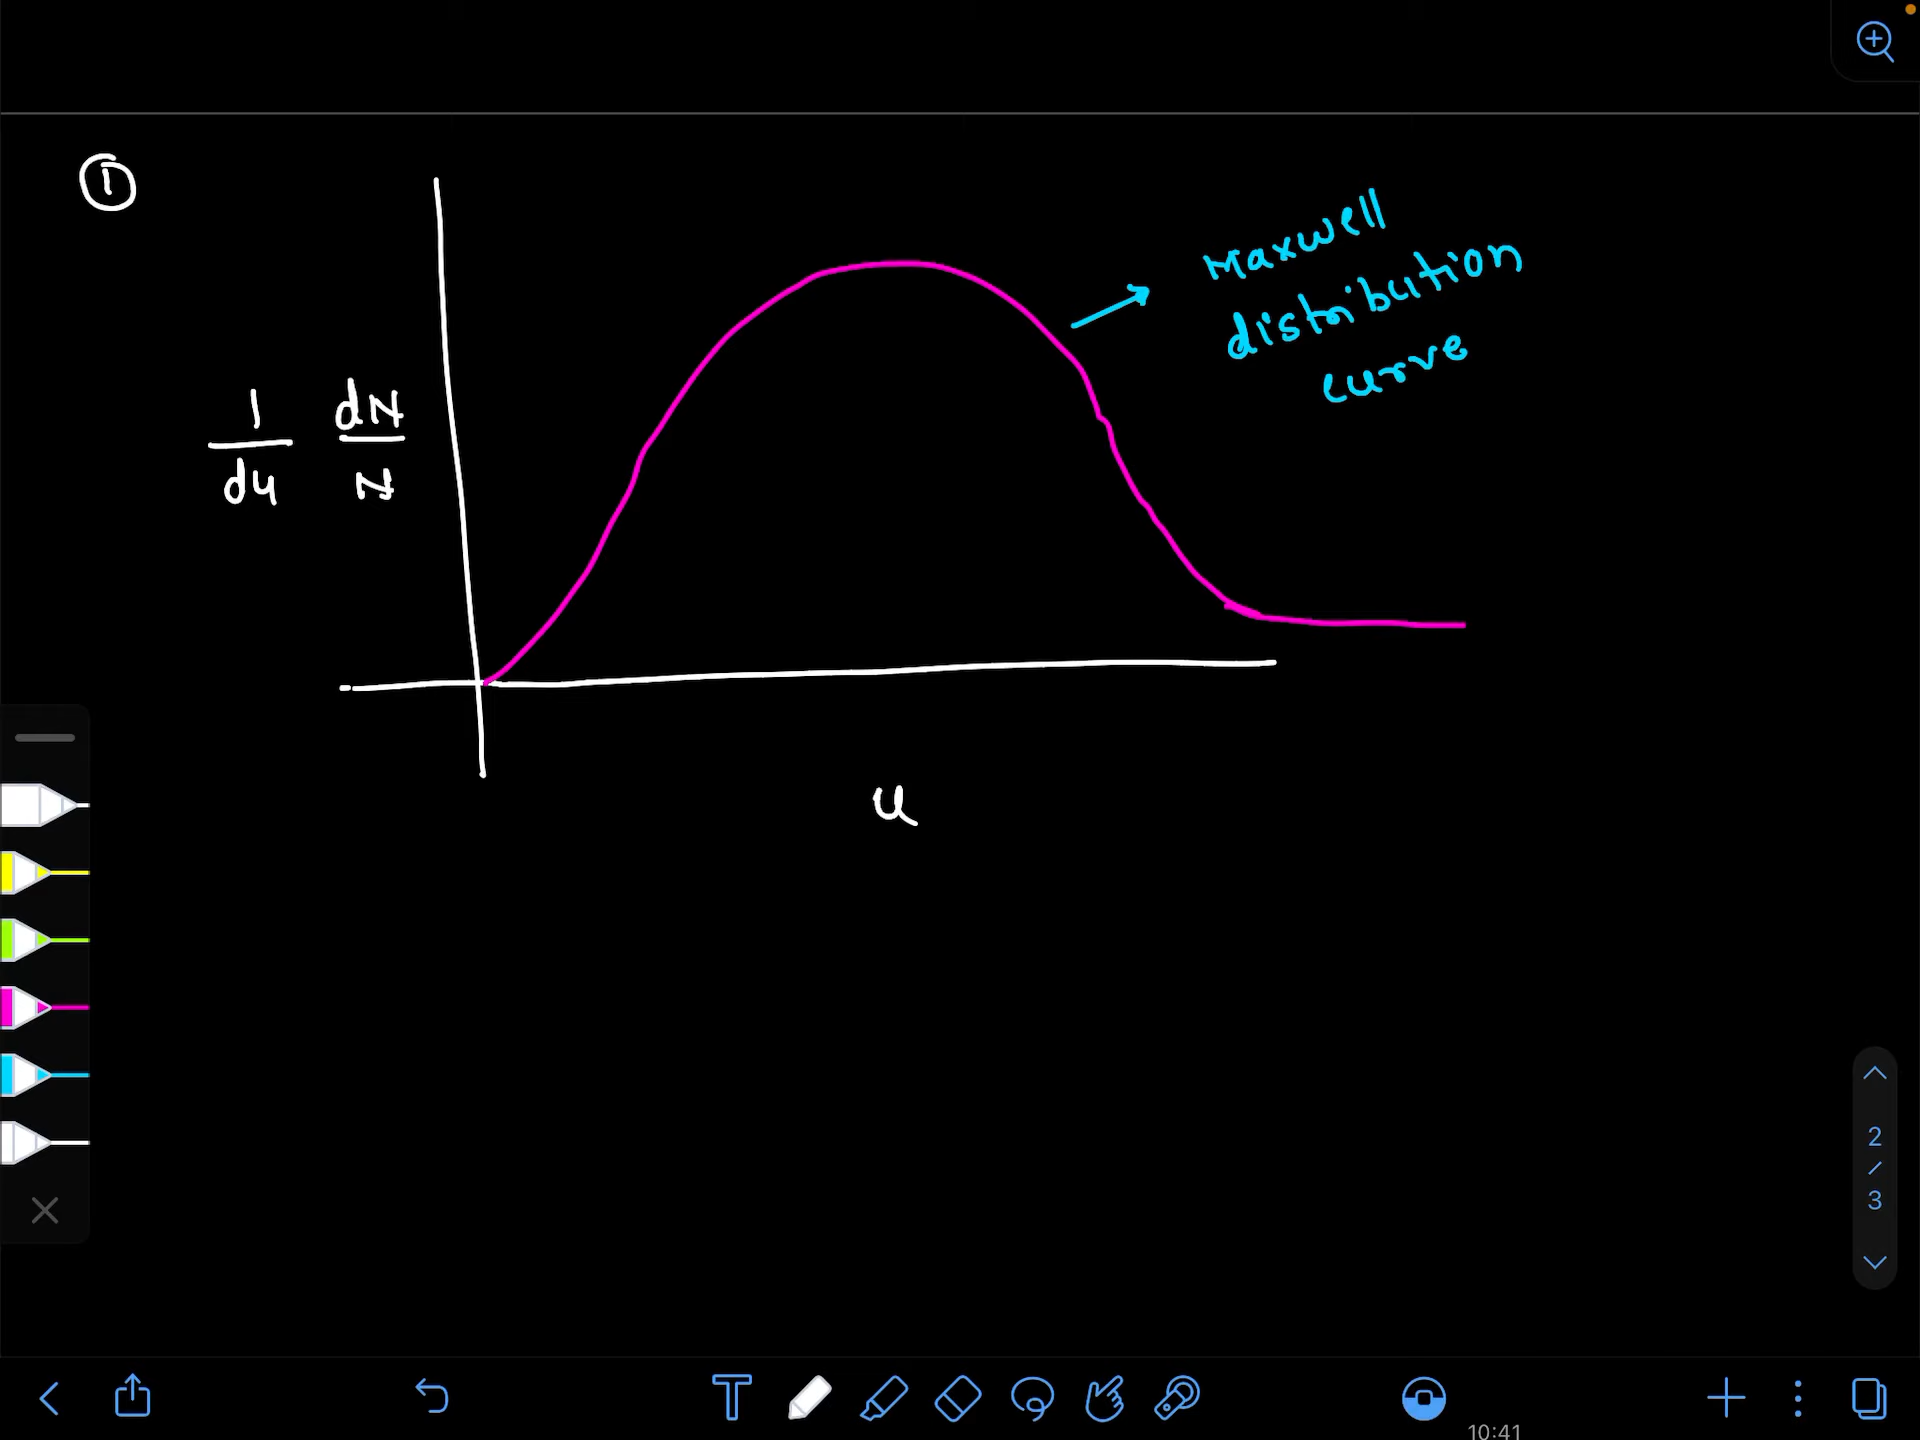 ①
Maxwell
distribution
curve
1 dN
du N
u
2
/
3
10:41